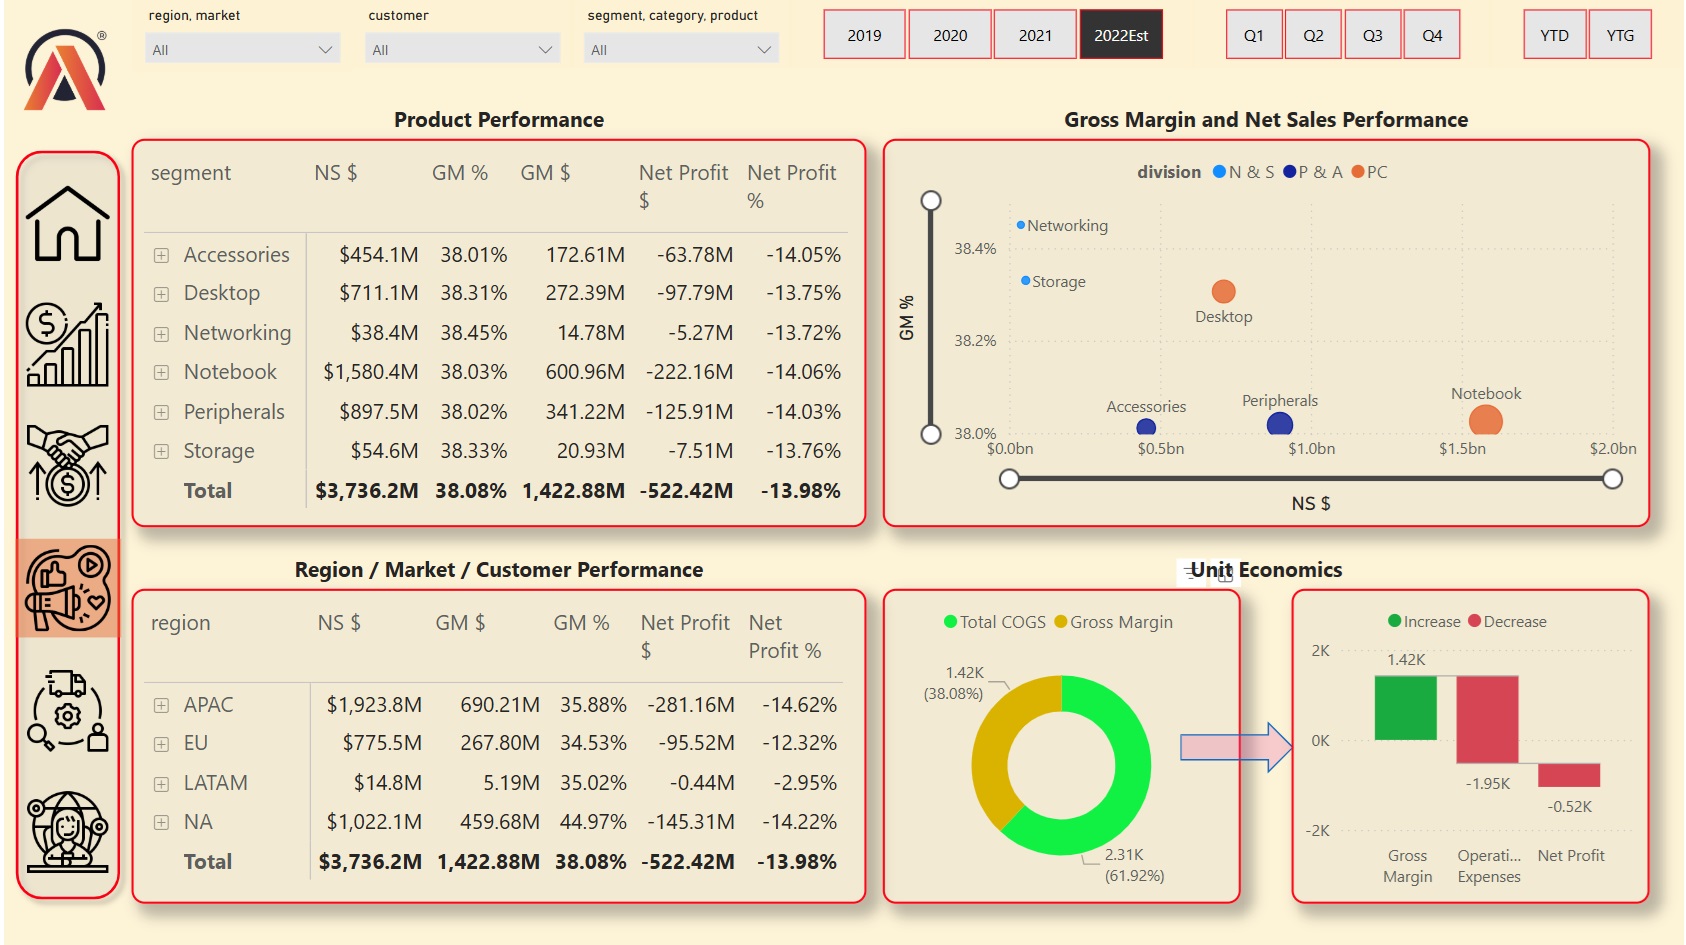 region, market customer segment, category, product
All All All 2019 2020 2021 2022Est Q1 Q2 Q3 Q4 YTD YTG
®
Product Performance
segment NS $ GM % GM $ Net Profit $ Net Profit %
Accessories $454.1M 38.01% 172.61M -63.78M -14.05%
Desktop $711.1M 38.31% 272.39M -97.79M -13.75%
Networking $38.4M 38.45% 14.78M -5.27M -13.72%
Notebook $1,580.4M 38.03% 600.96M -222.16M -14.06%
Peripherals $897.5M 38.02% 341.22M -125.91M -14.03%
Storage $54.6M 38.33% 20.93M -7.51M -13.76%
Total $3,736.2M 38.08% 1,422.88M -522.42M -13.98%
Gross Margin and Net Sales Performance
division N & S P & A PC
Networking
38.4%
Storage
Desktop
GM %
38.2%
Notebook
Peripherals
Accessories
38.0%
$0.0bn $0.5bn $1.0bn $1.5bn $2.0bn
NS $
Region / Market / Customer Performance
region NS $ GM $ GM % Net Profit $ Net Profit %
APAC $1,923.8M 690.21M 35.88% -281.16M -14.62%
EU $775.5M 267.80M 34.53% -95.52M -12.32%
LATAM $14.8M 5.19M 35.02% -0.44M -2.95%
NA $1,022.1M 459.68M 44.97% -145.31M -14.22%
Total $3,736.2M 1,422.88M 38.08% -522.42M -13.98%
Unit Economics
Total COGS Gross Margin
1.42K
(38.08%)
2.31K
(61.92%)
Increase Decrease
2K
1.42K
0K
-1.95K
-0.52K
-2K
Gross Margin Operati... Expenses Net Profit